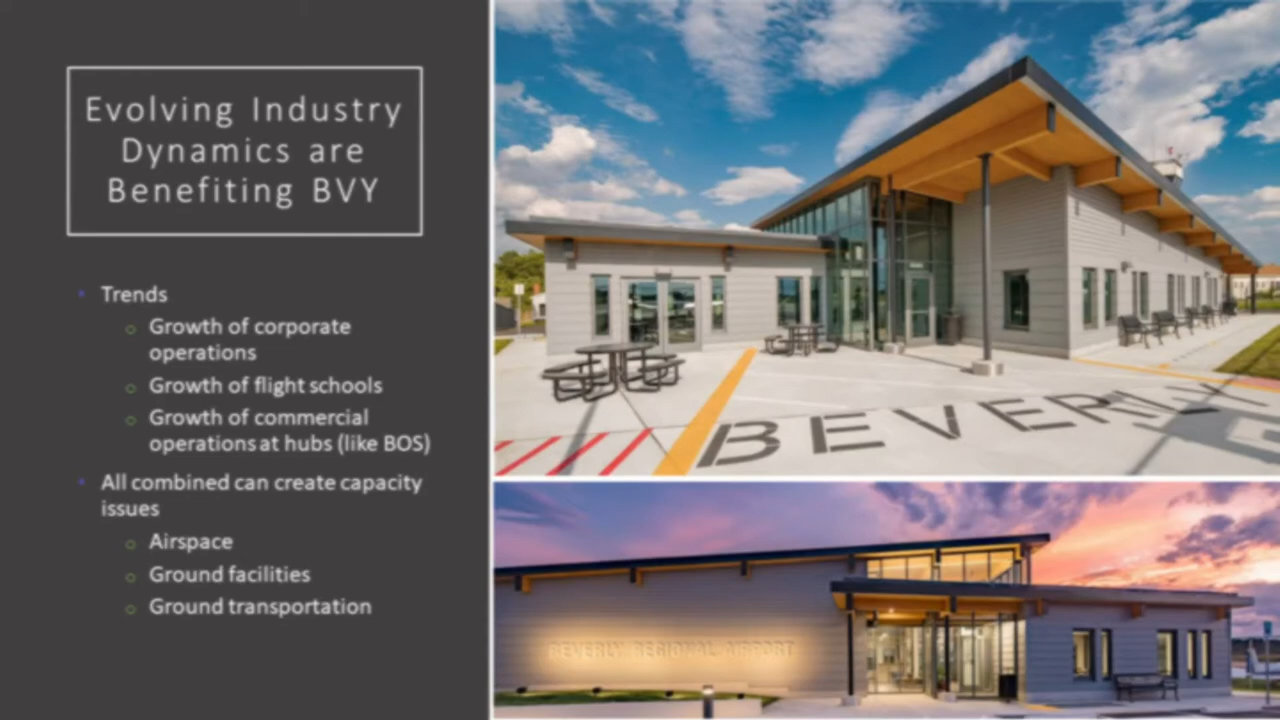 Evolving Industry
Dynamics are
Benefiting BVY
Trends
Growth of corporate
operations
Growth of flight schools
Growth of commercial
operations at hubs (like BOS)
All combined can create capacity
issues
Airspace
Ground facilities
Ground transportation
BEVERLY
BEVERLY REGIONAL AIRPORT